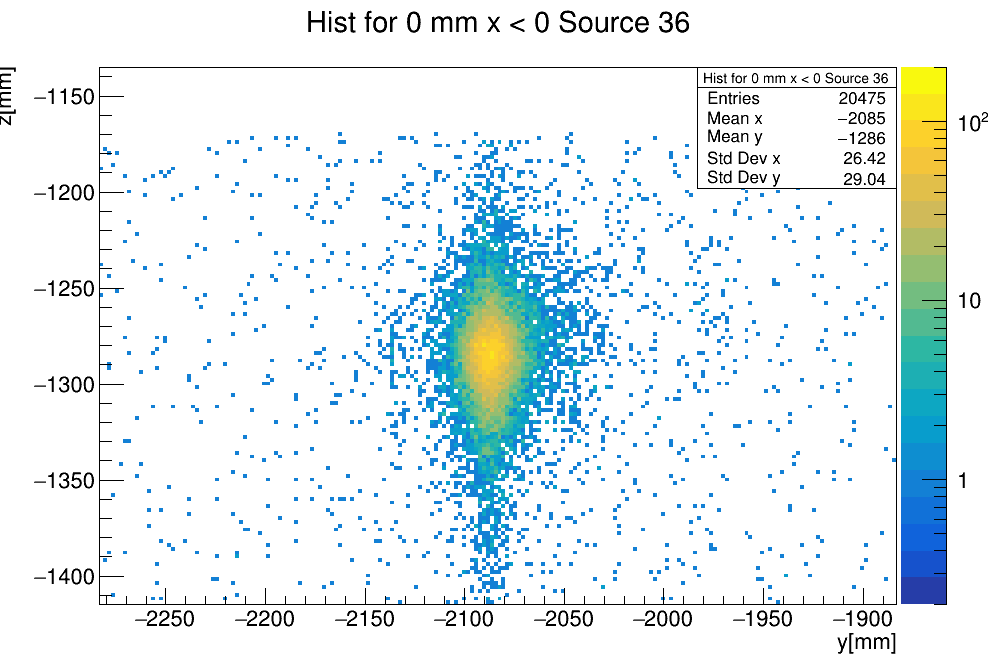 Hist for 0 mm x < 0 Source 36
z[mm]
−1150
−1200
−1250
−1300
−1350
−1400
Hist for 0 mm x < 0 Source 36
Entries 20475
Mean x −2085
Mean y −1286
Std Dev x 26.42
Std Dev y 29.04
10²
10
1
−2250 −2200 −2150 −2100 −2050 −2000 −1950 −1900
y[mm]